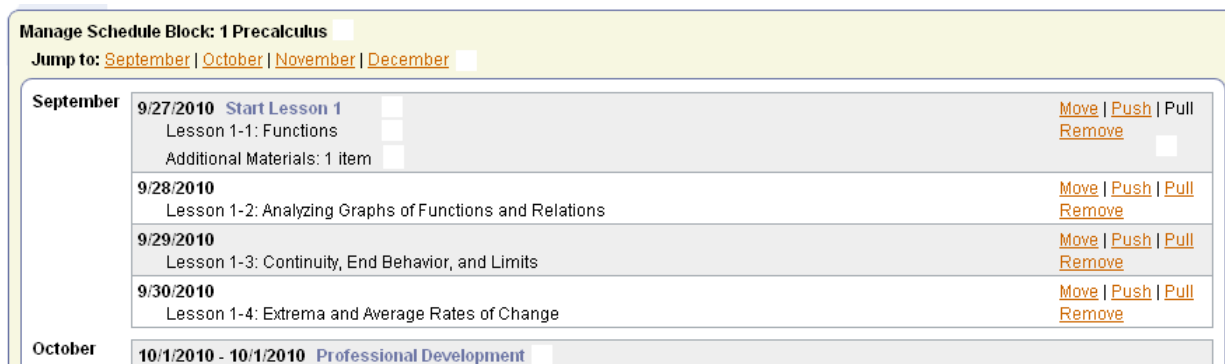 Manage Schedule Block: 1 Precalculus
Jump to: September | October | November | December
September
9/27/2010 Start Lesson 1 Move | Push | Pull
Lesson 1-1: Functions Remove
Additional Materials: 1 item
9/28/2010 Move | Push | Pull
Lesson 1-2: Analyzing Graphs of Functions and Relations Remove
9/29/2010 Move | Push | Pull
Lesson 1-3: Continuity, End Behavior, and Limits Remove
9/30/2010 Move | Push | Pull
Lesson 1-4: Extrema and Average Rates of Change Remove
October
10/1/2010 - 10/1/2010 Professional Development